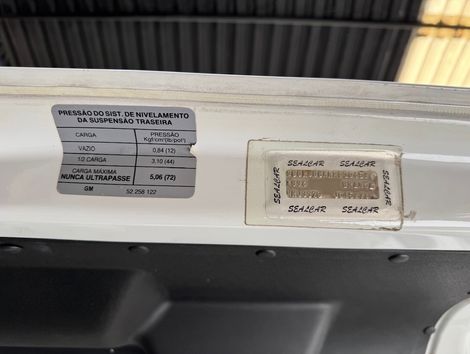 PRESSÃO DO SIST. DE NIVELAMENTO
DA SUSPENSÃO TRASEIRA
CARGA PRESSÃO
Kgf/cm²(lb/pol²)
VAZIO 0,84 (12)
1/2 CARGA 3,10 (44)
CARGA MÁXIMA
NUNCA ULTRAPASSE 5,06 (72)
GM 52 258 122
SEALCAR SEALCAR
SEALCAR SEALCAR
SEALCAR SEALCAR